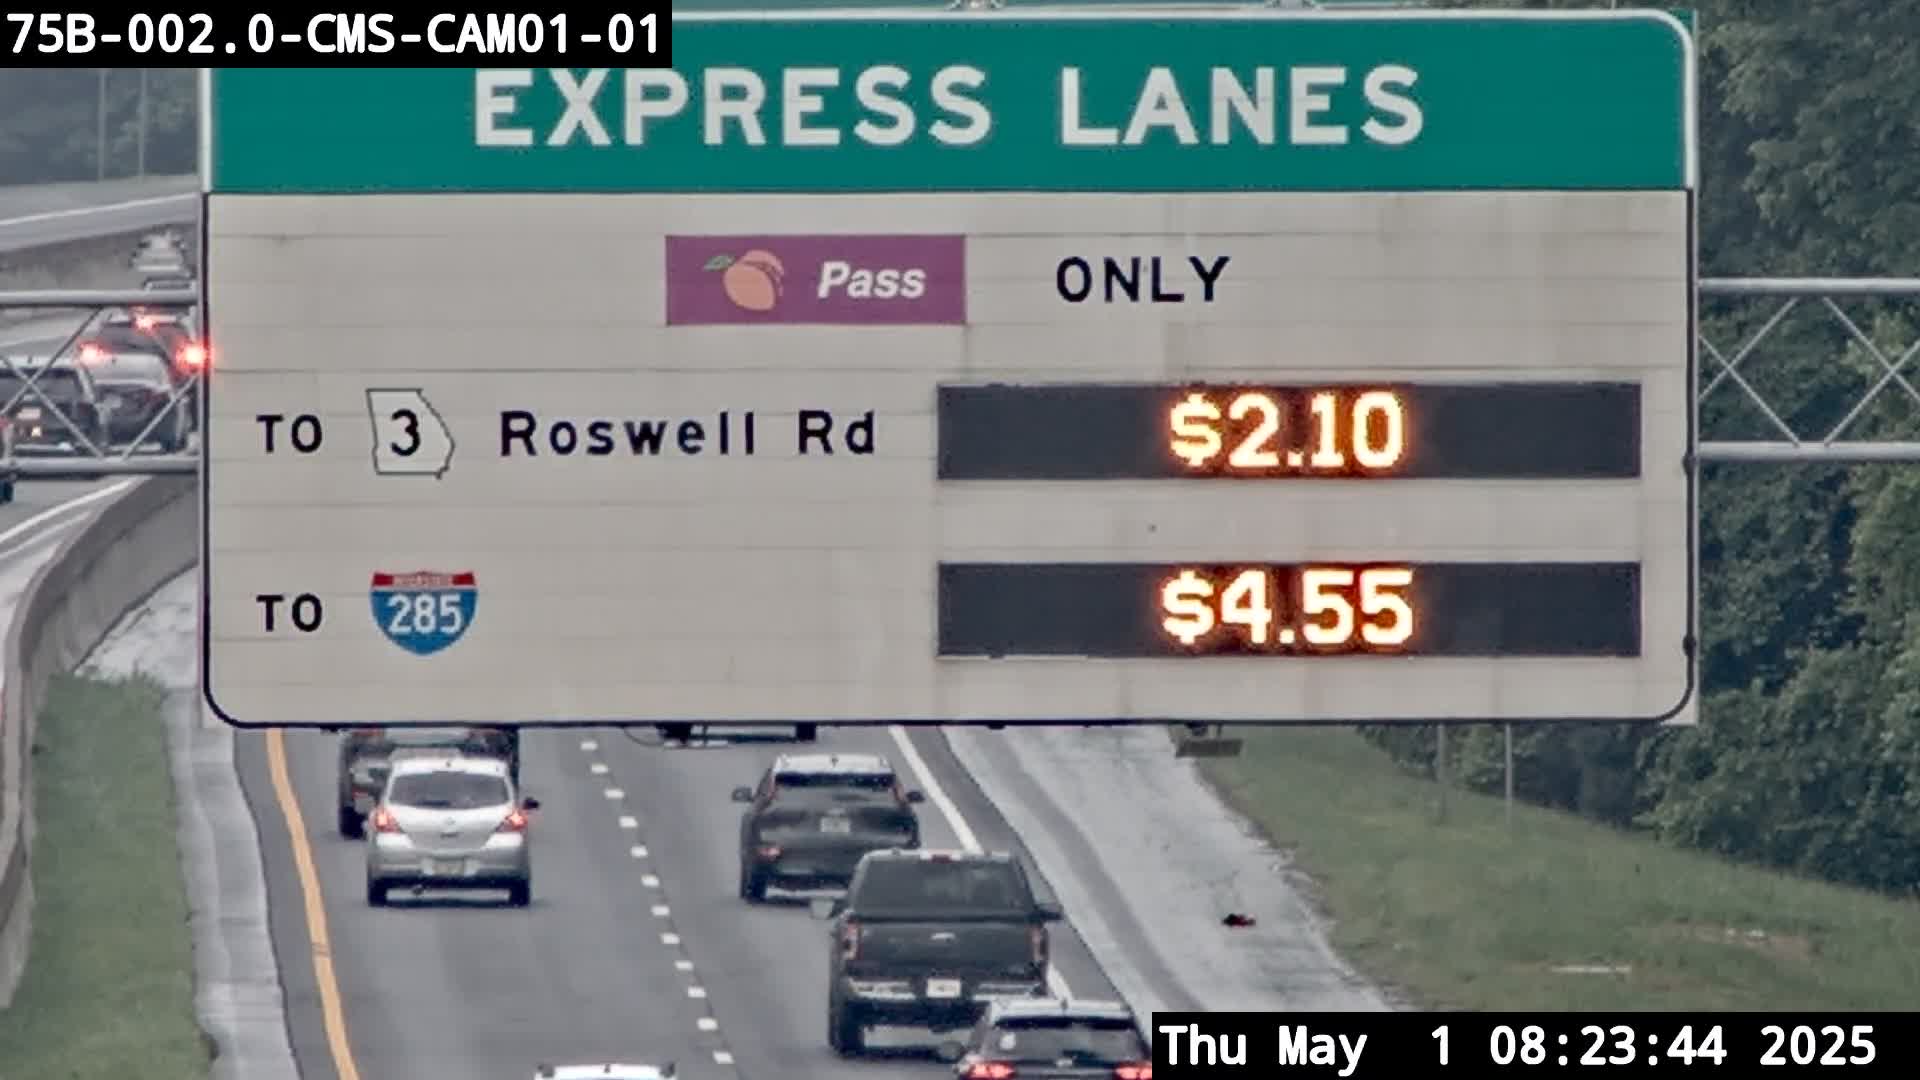 75B-002.0-CMS-CAM01-01
EXPRESS LANES
Pass ONLY
TO 3 Roswell Rd $2.10
TO INTERSTATE 285 $4.55
Thu May 1 08:23:44 2025